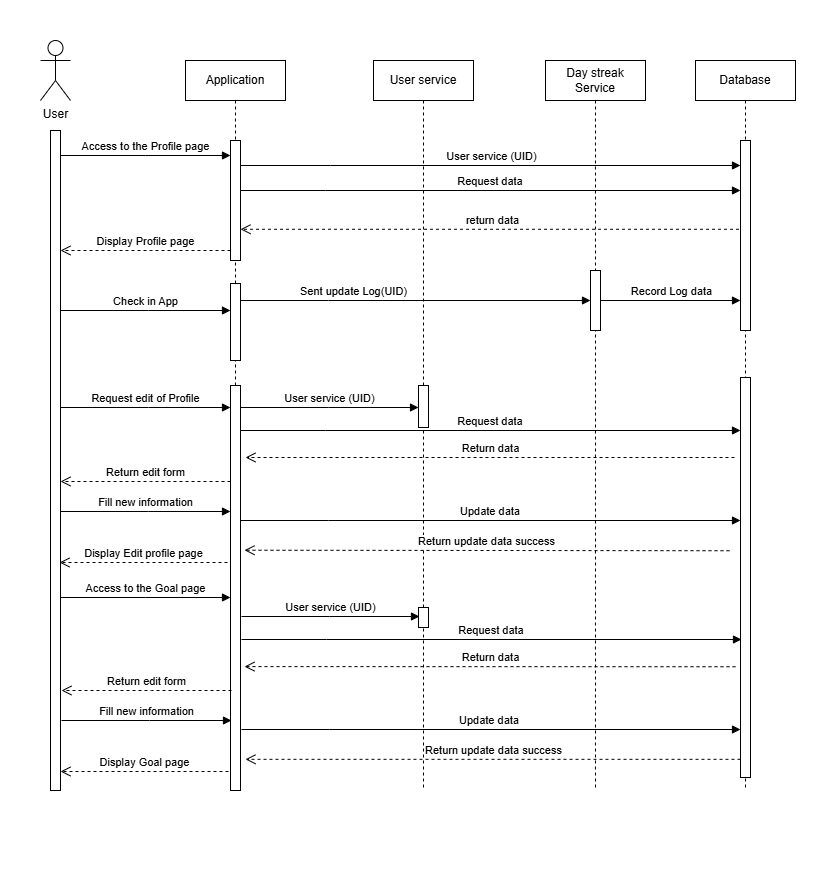 User
Application
User service
Day streak
Service
Database
Access to the Profile page
User service (UID)
Request data
return data
Display Profile page
Sent update Log(UID)
Record Log data
Check in App
Request edit of Profile
User service (UID)
Request data
Return data
Return edit form
Fill new information
Update data
Return update data success
Display Edit profile page
Access to the Goal page
User service (UID)
Request data
Return data
Return edit form
Fill new information
Update data
Return update data success
Display Goal page